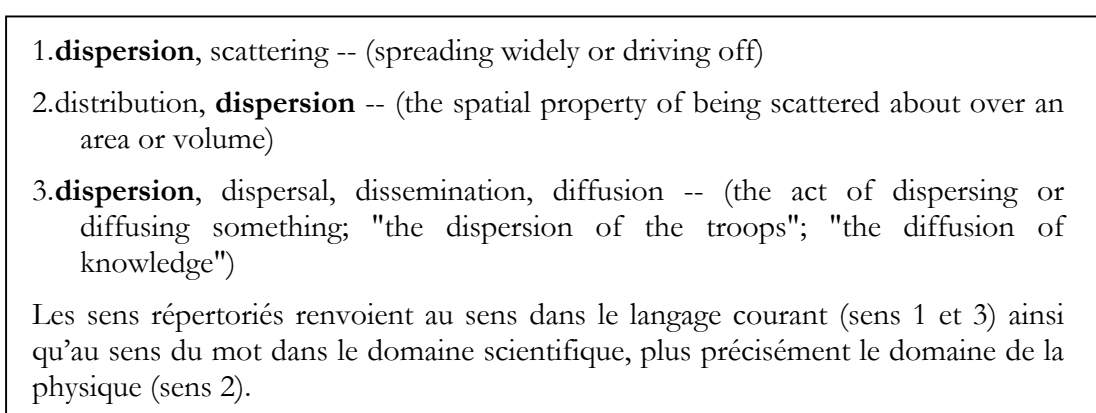 1.dispersion, scattering -- (spreading widely or driving off)
2.distribution, dispersion -- (the spatial property of being scattered about over an
area or volume)
3.dispersion, dispersal, dissemination, diffusion -- (the act of dispersing or
diffusing something; "the dispersion of the troops"; "the diffusion of
knowledge")
Les sens répertoriés renvoient au sens dans le langage courant (sens 1 et 3) ainsi
qu'au sens du mot dans le domaine scientifique, plus précisément le domaine de la
physique (sens 2).